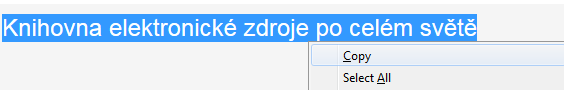 Knihovna elektronické zdroje po celém světě
Copy
Select All